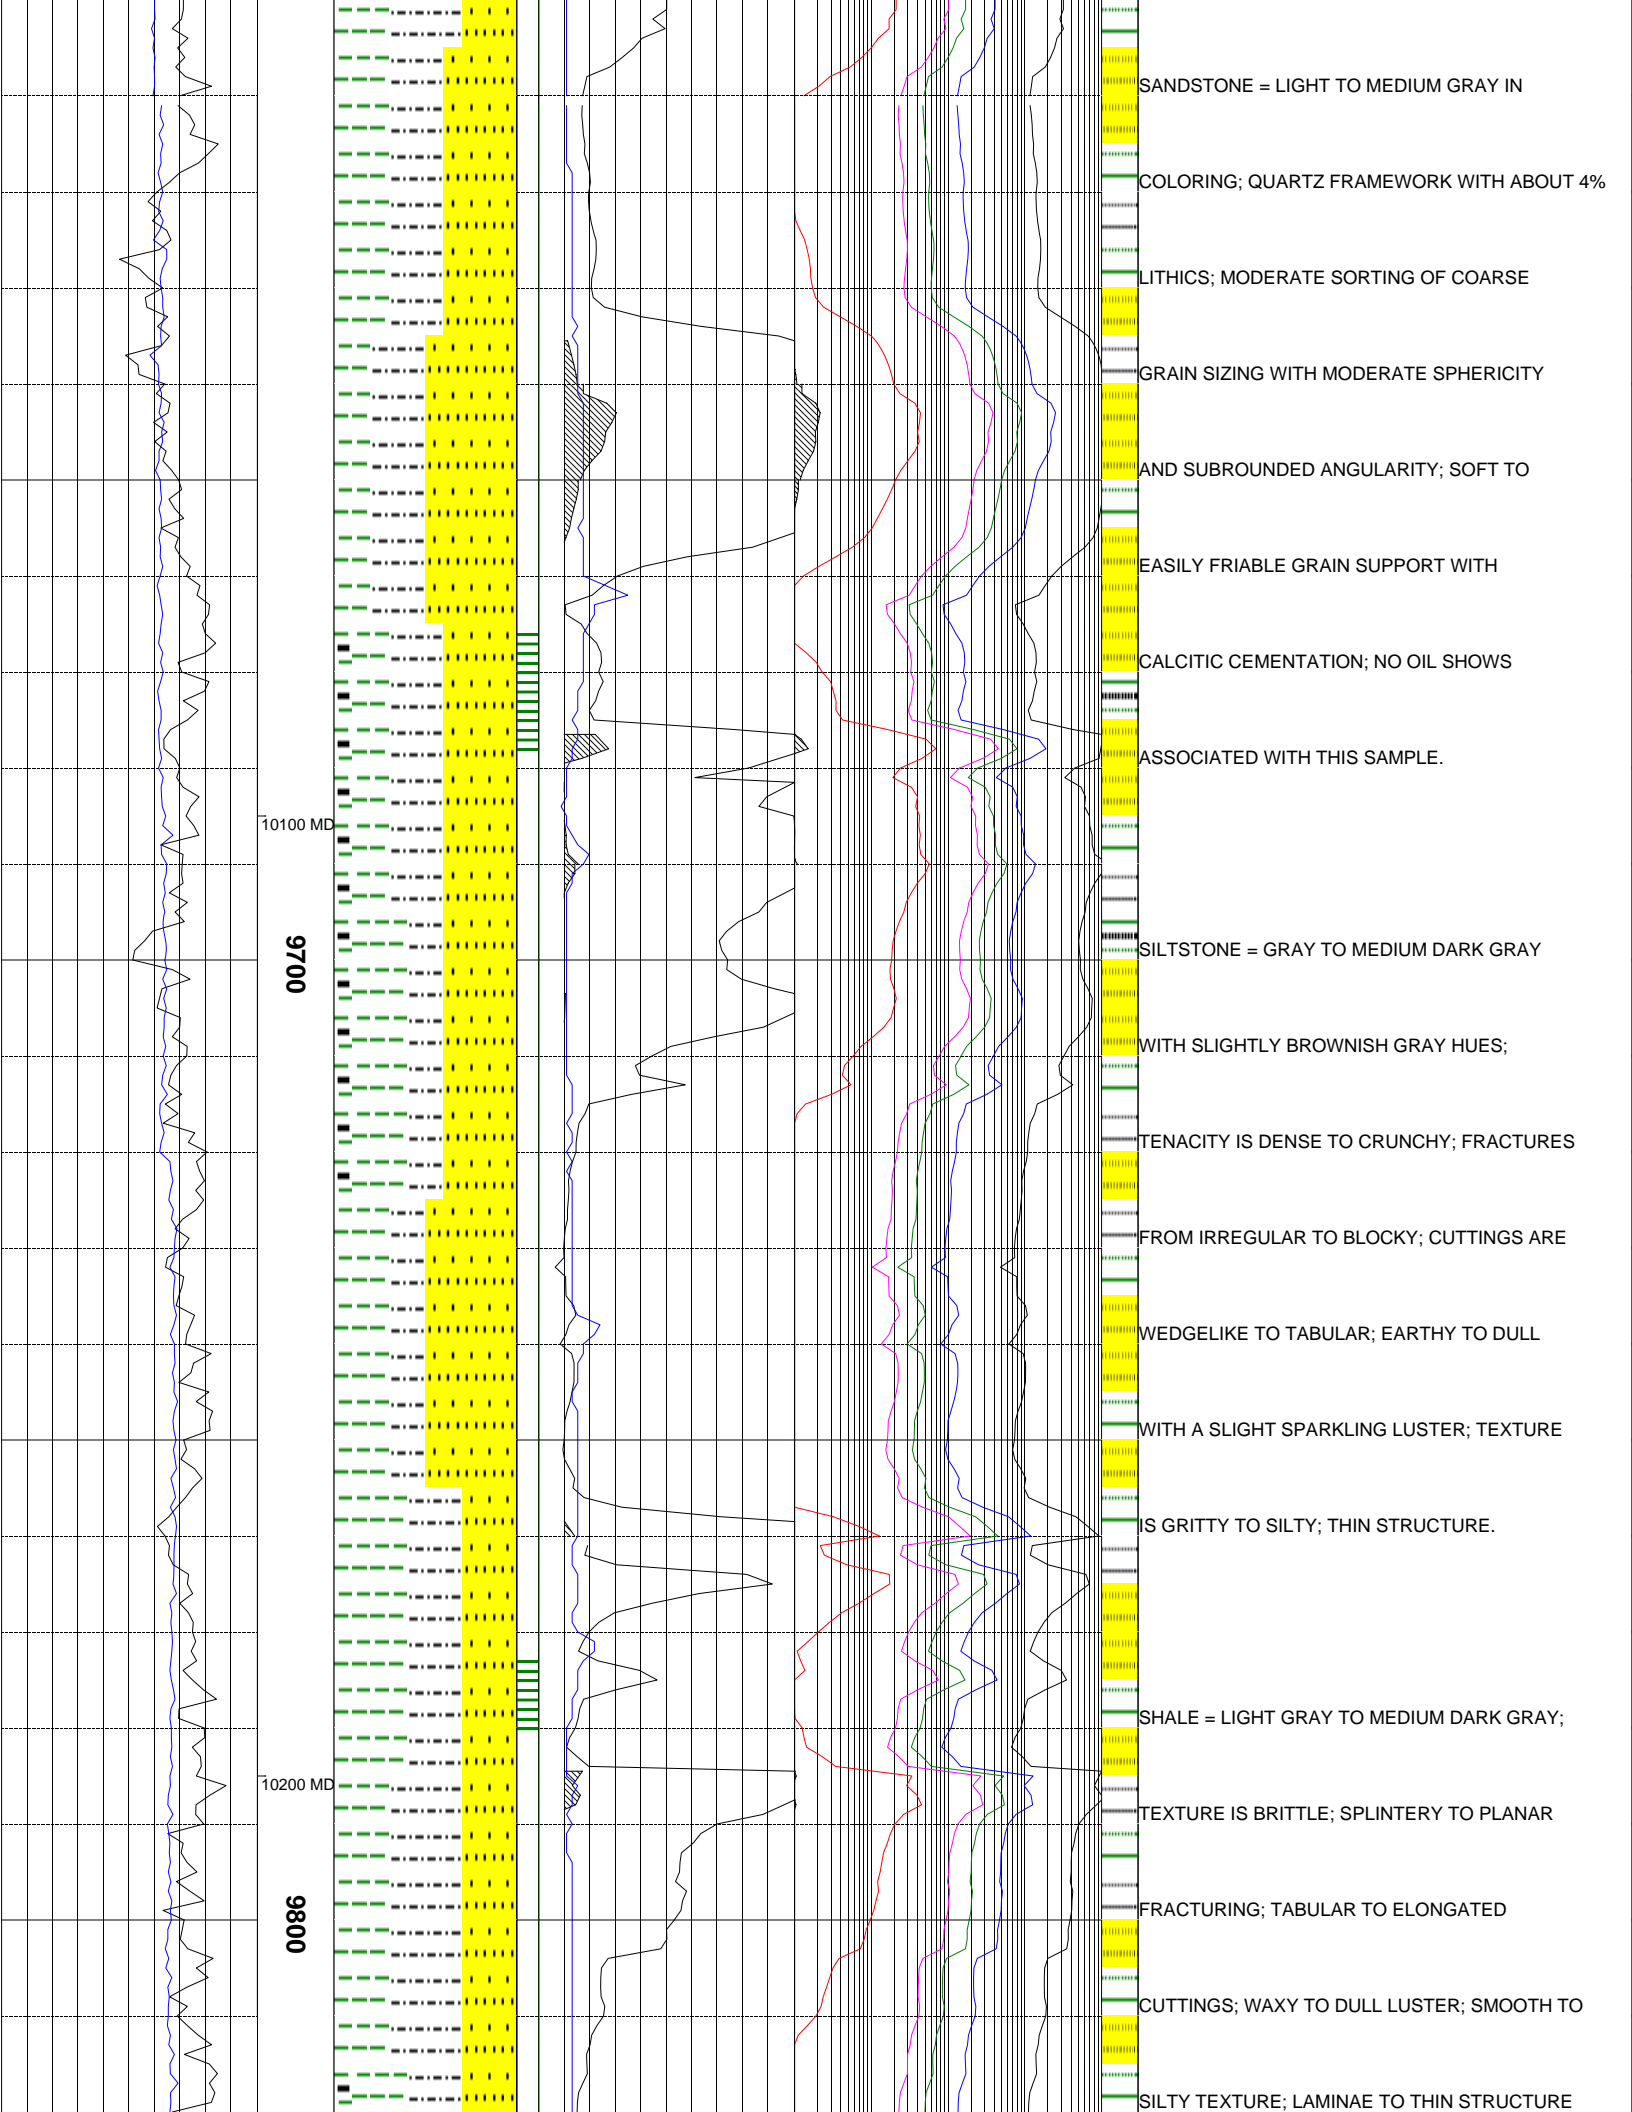 SANDSTONE = LIGHT TO MEDIUM GRAY IN
COLORING; QUARTZ FRAMEWORK WITH ABOUT 4%
LITHICS; MODERATE SORTING OF COARSE
GRAIN SIZING WITH MODERATE SPHERICITY
AND SUBROUNDED ANGULARITY; SOFT TO
EASILY FRIABLE GRAIN SUPPORT WITH
CALCITIC CEMENTATION; NO OIL SHOWS
ASSOCIATED WITH THIS SAMPLE.
10100 MD
9700
SILTSTONE = GRAY TO MEDIUM DARK GRAY
WITH SLIGHTLY BROWNISH GRAY HUES;
TENACITY IS DENSE TO CRUNCHY; FRACTURES
FROM IRREGULAR TO BLOCKY; CUTTINGS ARE
WEDGELIKE TO TABULAR; EARTHY TO DULL
WITH A SLIGHT SPARKLING LUSTER; TEXTURE
IS GRITTY TO SILTY; THIN STRUCTURE.
SHALE = LIGHT GRAY TO MEDIUM DARK GRAY;
10200 MD
TEXTURE IS BRITTLE; SPLINTERY TO PLANAR
9800
FRACTURING; TABULAR TO ELONGATED
CUTTINGS; WAXY TO DULL LUSTER; SMOOTH TO
SILTY TEXTURE; LAMINAE TO THIN STRUCTURE